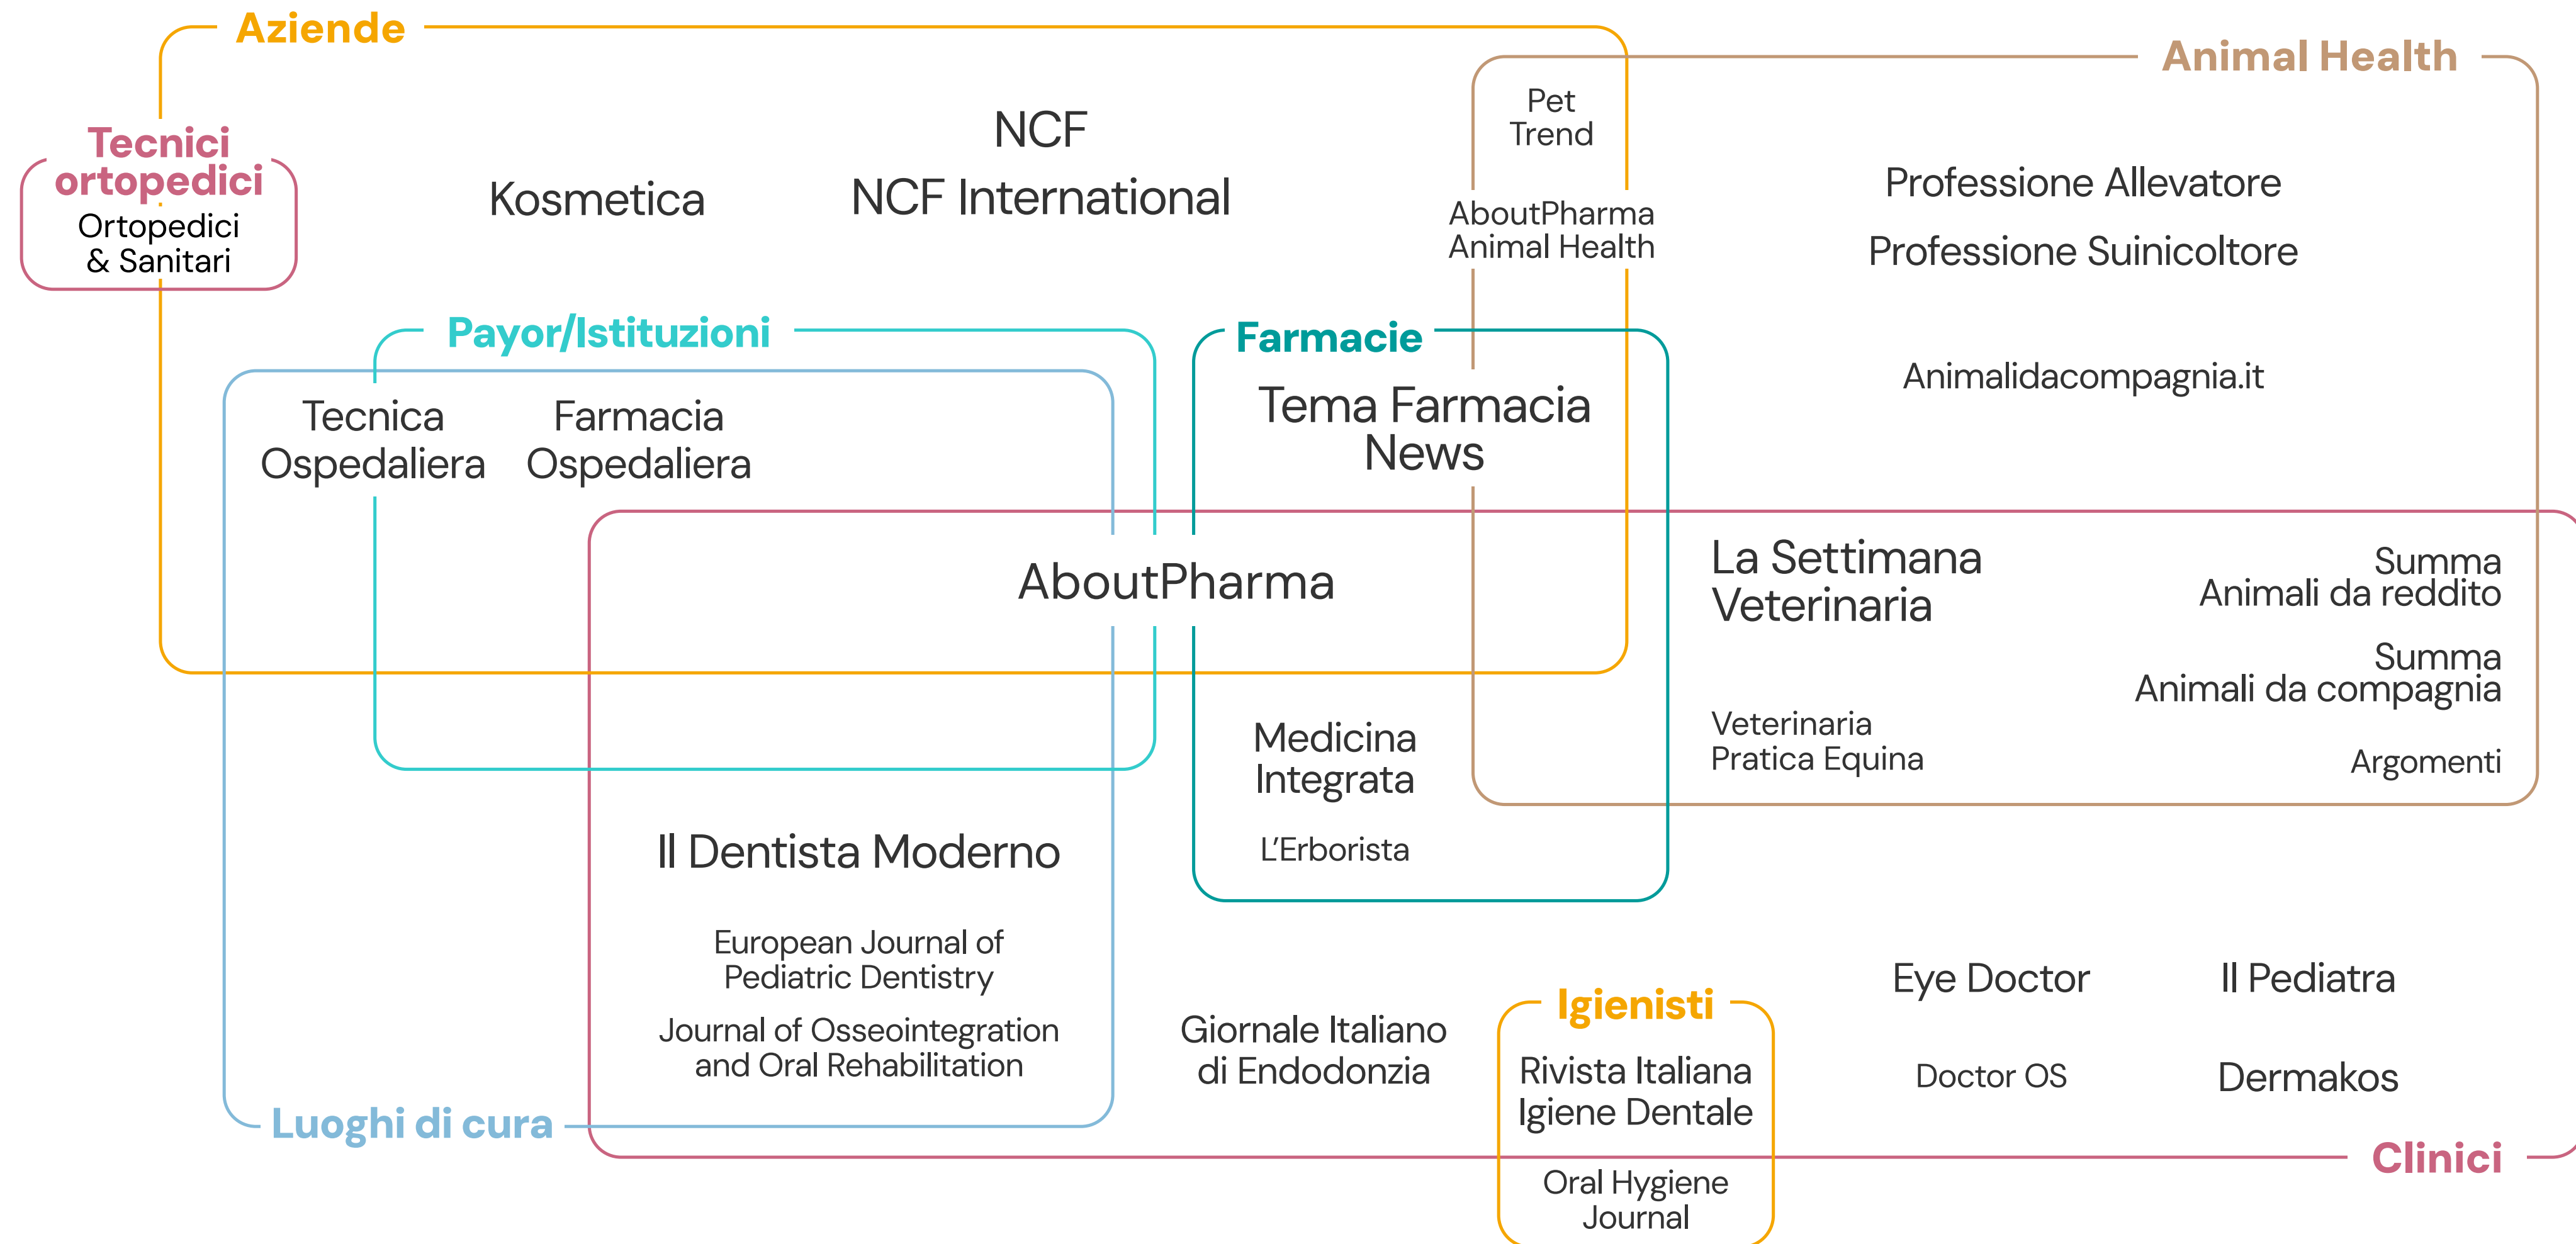 Aziende
Animal Health
Tecnici
ortopedici
Ortopedici
& Sanitari
Kosmetica
NCF
NCF International
Pet
Trend
AboutPharma
Animal Health
Professione Allevatore
Professione Suinicoltore
Animalidacompagnia.it
Payor/Istituzioni
Farmacie
Tecnica
Ospedaliera
Farmacia
Ospedaliera
Tema Farmacia
News
AboutPharma
La Settimana
Veterinaria
Summa
Animali da reddito
Summa
Animali da compagnia
Veterinaria
Pratica Equina
Argomenti
Medicina
Integrata
L'Erborista
Il Dentista Moderno
European Journal of
Pediatric Dentistry
Journal of Osseointegration
and Oral Rehabilitation
Luoghi di cura
Giornale Italiano
di Endodonzia
Igienisti
Rivista Italiana
Igiene Dentale
Oral Hygiene
Journal
Eye Doctor
Il Pediatra
Doctor OS
Dermakos
Clinici